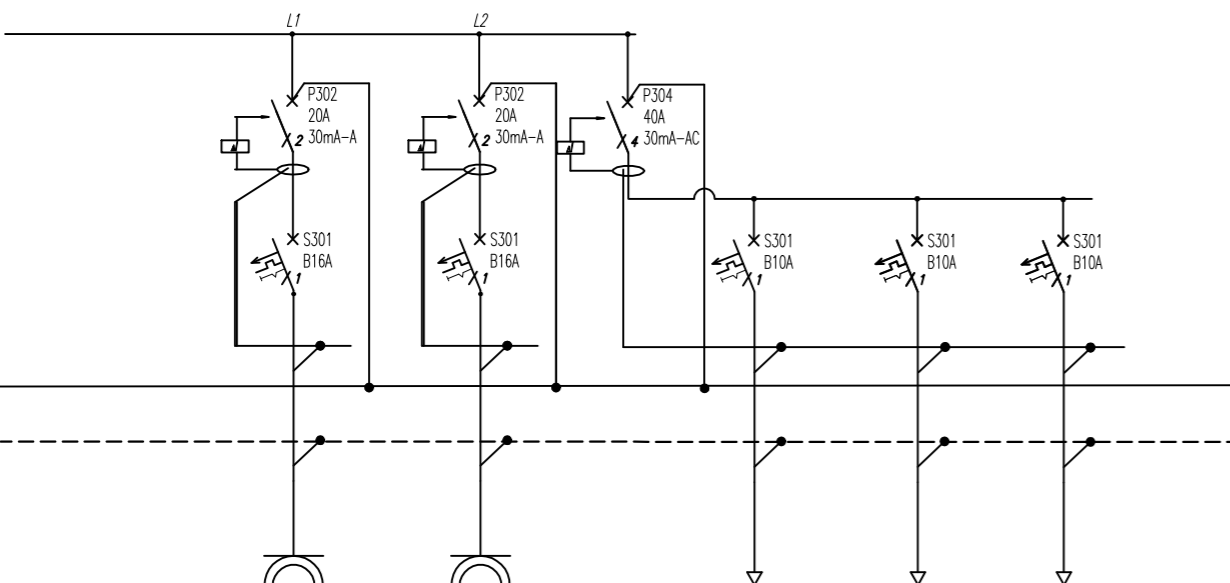 L1
L2
P302
20A
30mA-A
2
P302
20A
30mA-A
2
P304
40A
30mA-AC
4
S301
B16A
1
S301
B16A
1
S301
B10A
1
S301
B10A
1
S301
B10A
1